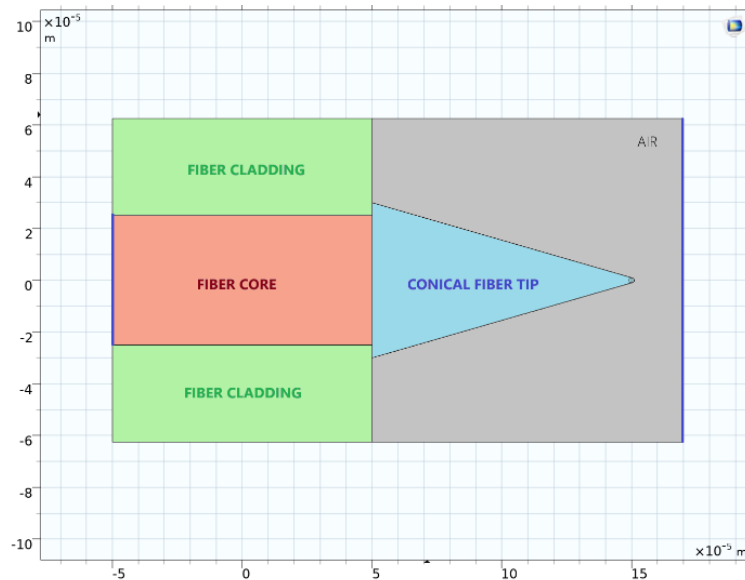 10 ×10⁻⁵
m
8
6
4
2
0
-2
-4
-6
-8
-10
AIR
FIBER CLADDING
FIBER CORE
CONICAL FIBER TIP
FIBER CLADDING
×10⁻⁵ m
-5 0 5 10 15